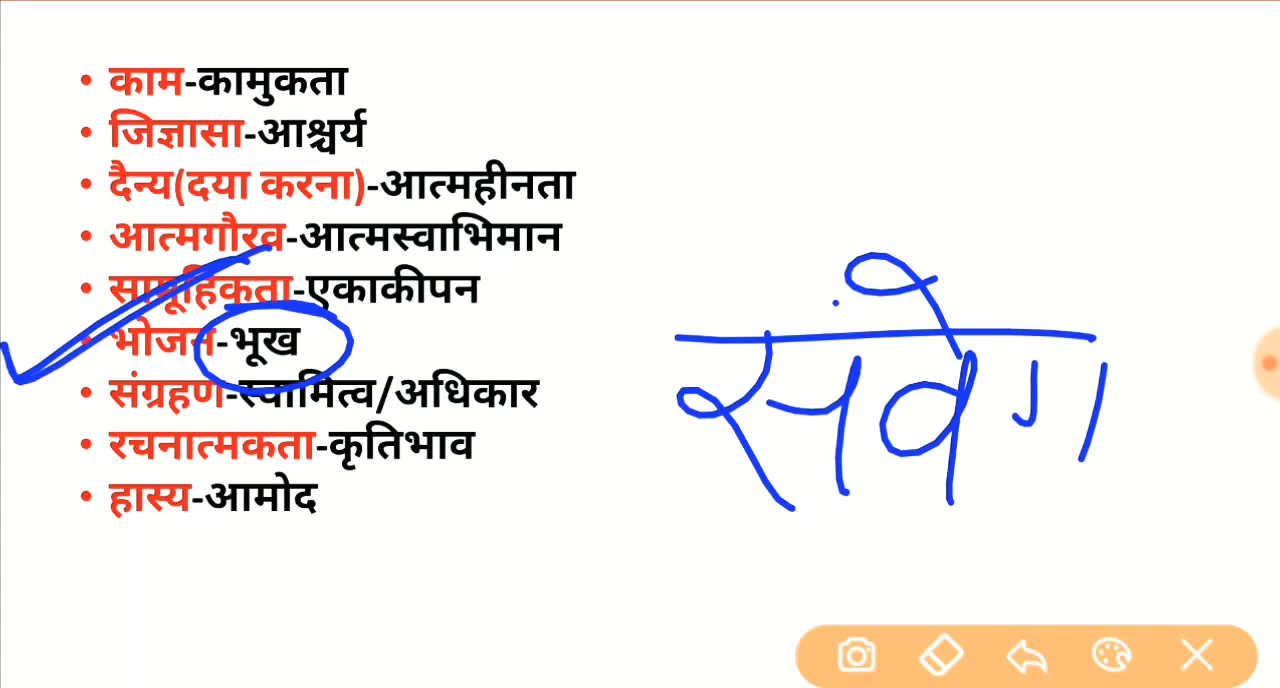 • काम-कामुकता
• जिज्ञासा-आश्चर्य
• दैन्य(दया करना)-आत्महीनता
• आत्मगौरव-आत्मस्वाभिमान
• सामूहिकता-एकाकीपन
• भोजन-भूख
• संग्रहण-स्वामित्व/अधिकार
• रचनात्मकता-कृतिभाव
• हास्य-आमोद
संवेग